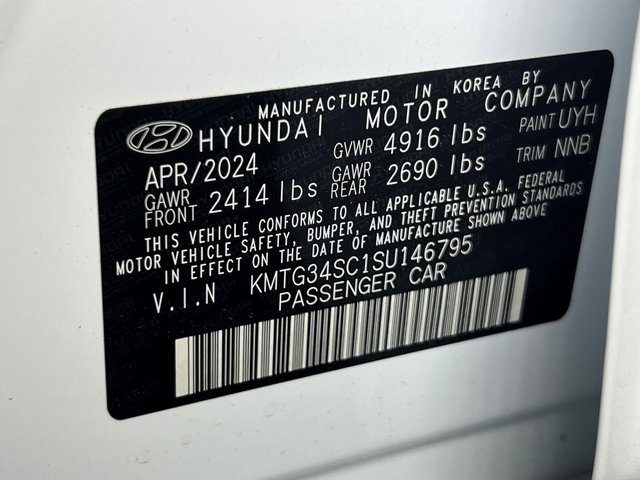 MANUFACTURED IN KOREA BY
HYUNDAI MOTOR COMPANY
APR/2024 GVWR 4916 lbs PAINT UYH
GAWR FRONT 2414 lbs GAWR REAR 2690 lbs TRIM NNB
THIS VEHICLE CONFORMS TO ALL APPLICABLE U.S.A. FEDERAL
MOTOR VEHICLE SAFETY, BUMPER, AND THEFT PREVENTION STANDARDS
IN EFFECT ON THE DATE OF MANUFACTURE SHOWN ABOVE
V.I.N KMTG34SC1SU146795
PASSENGER CAR